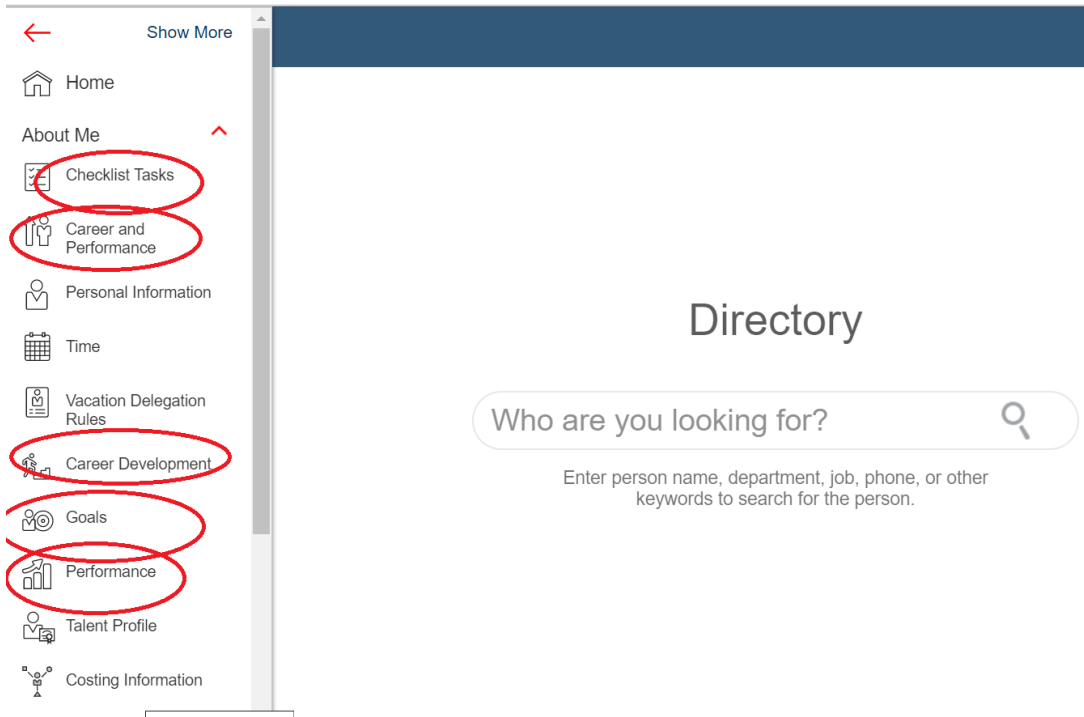 Show More
Home
About Me
Checklist Tasks
Career and
Performance
Personal Information
Time
Vacation Delegation
Rules
Career Development
Goals
Performance
Talent Profile
Costing Information
Directory
Who are you looking for?
Enter person name, department, job, phone, or other
keywords to search for the person.